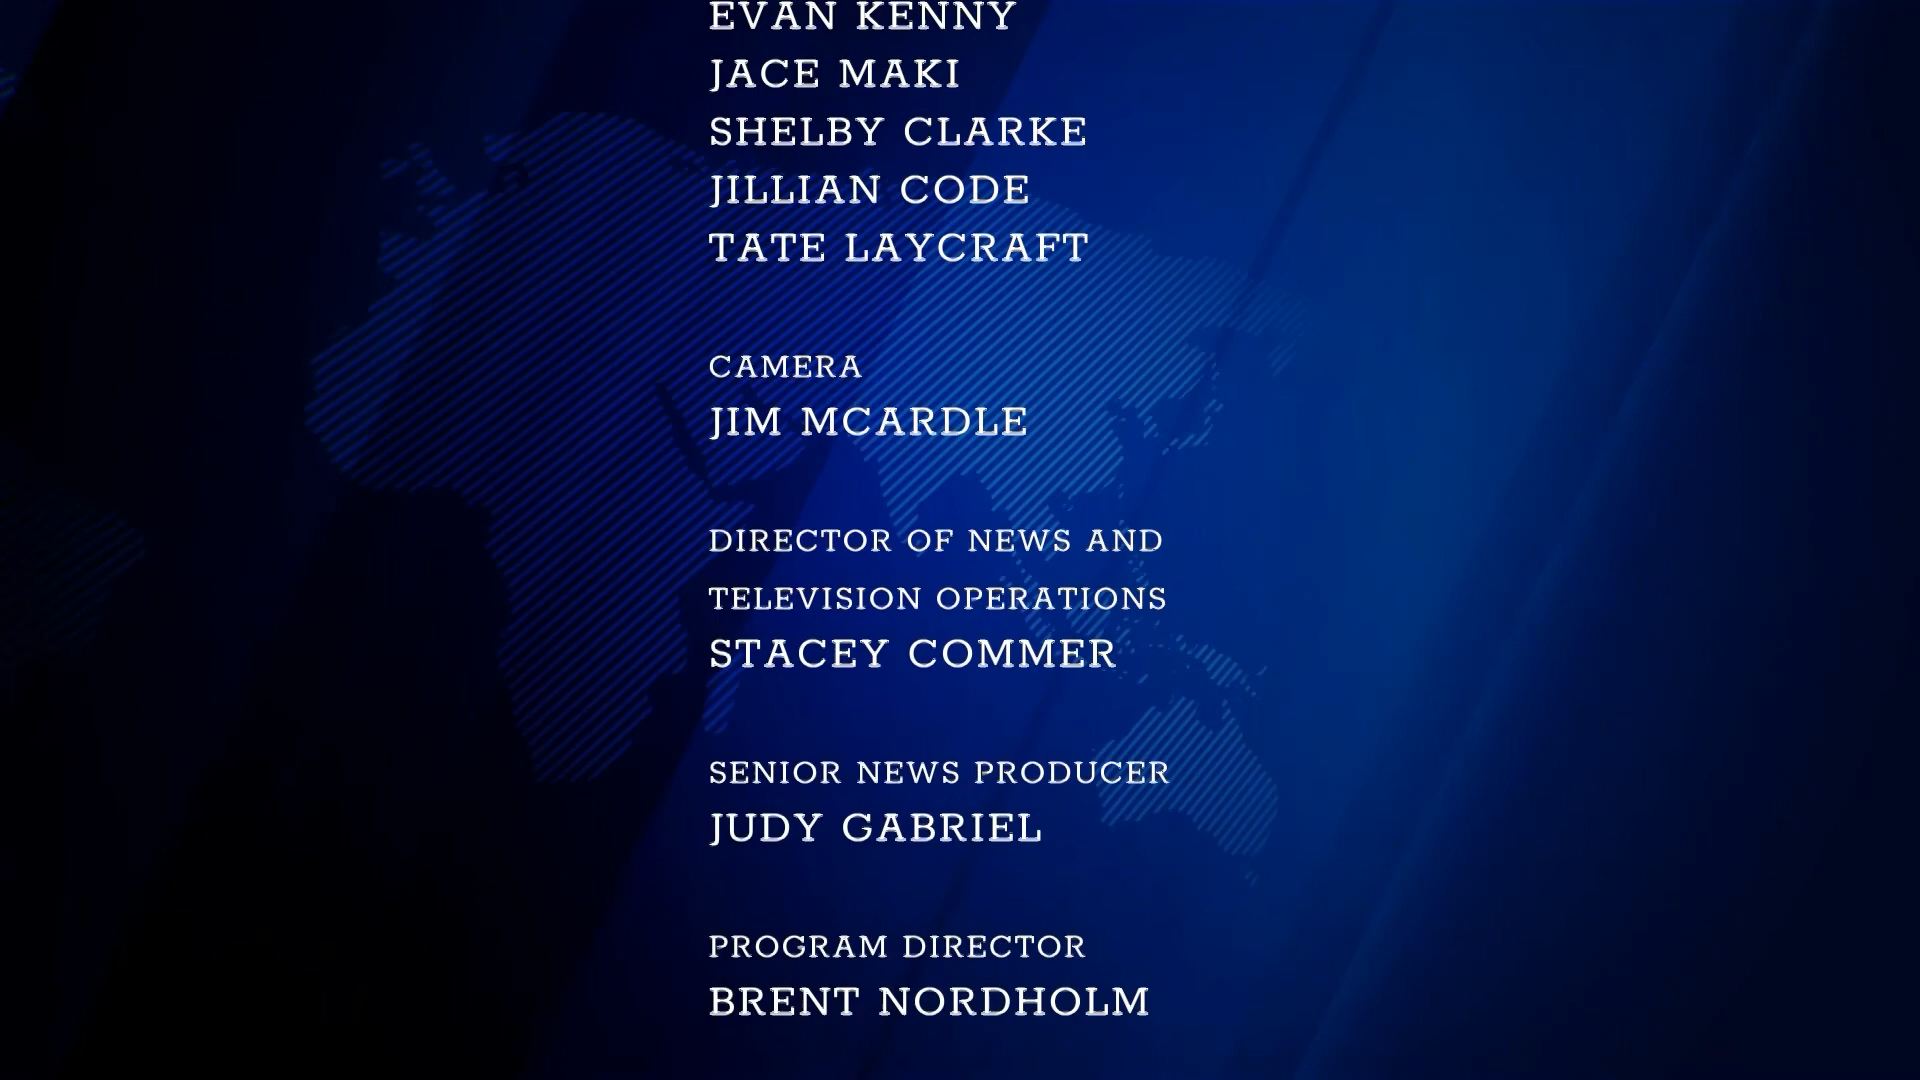 EVAN KENNY
JACE MAKI
SHELBY CLARKE
JILLIAN CODE
TATE LAYCRAFT
CAMERA
JIM MCARDLE
DIRECTOR OF NEWS AND
TELEVISION OPERATIONS
STACEY COMMER
SENIOR NEWS PRODUCER
JUDY GABRIEL
PROGRAM DIRECTOR
BRENT NORDHOLM